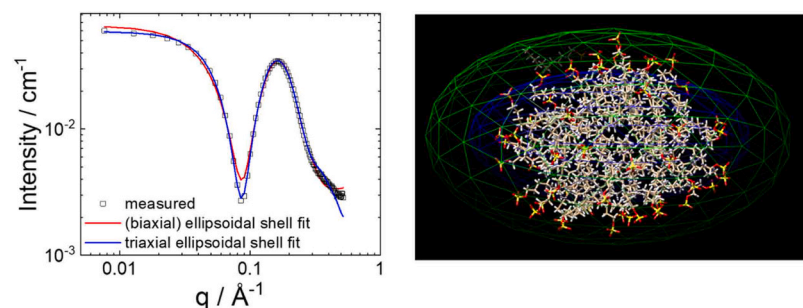 Intensity / cm⁻¹
10⁻²
10⁻³
measured
(biaxial) ellipsoidal shell fit
triaxial ellipsoidal shell fit
0.01 0.1 1
q / Å⁻¹